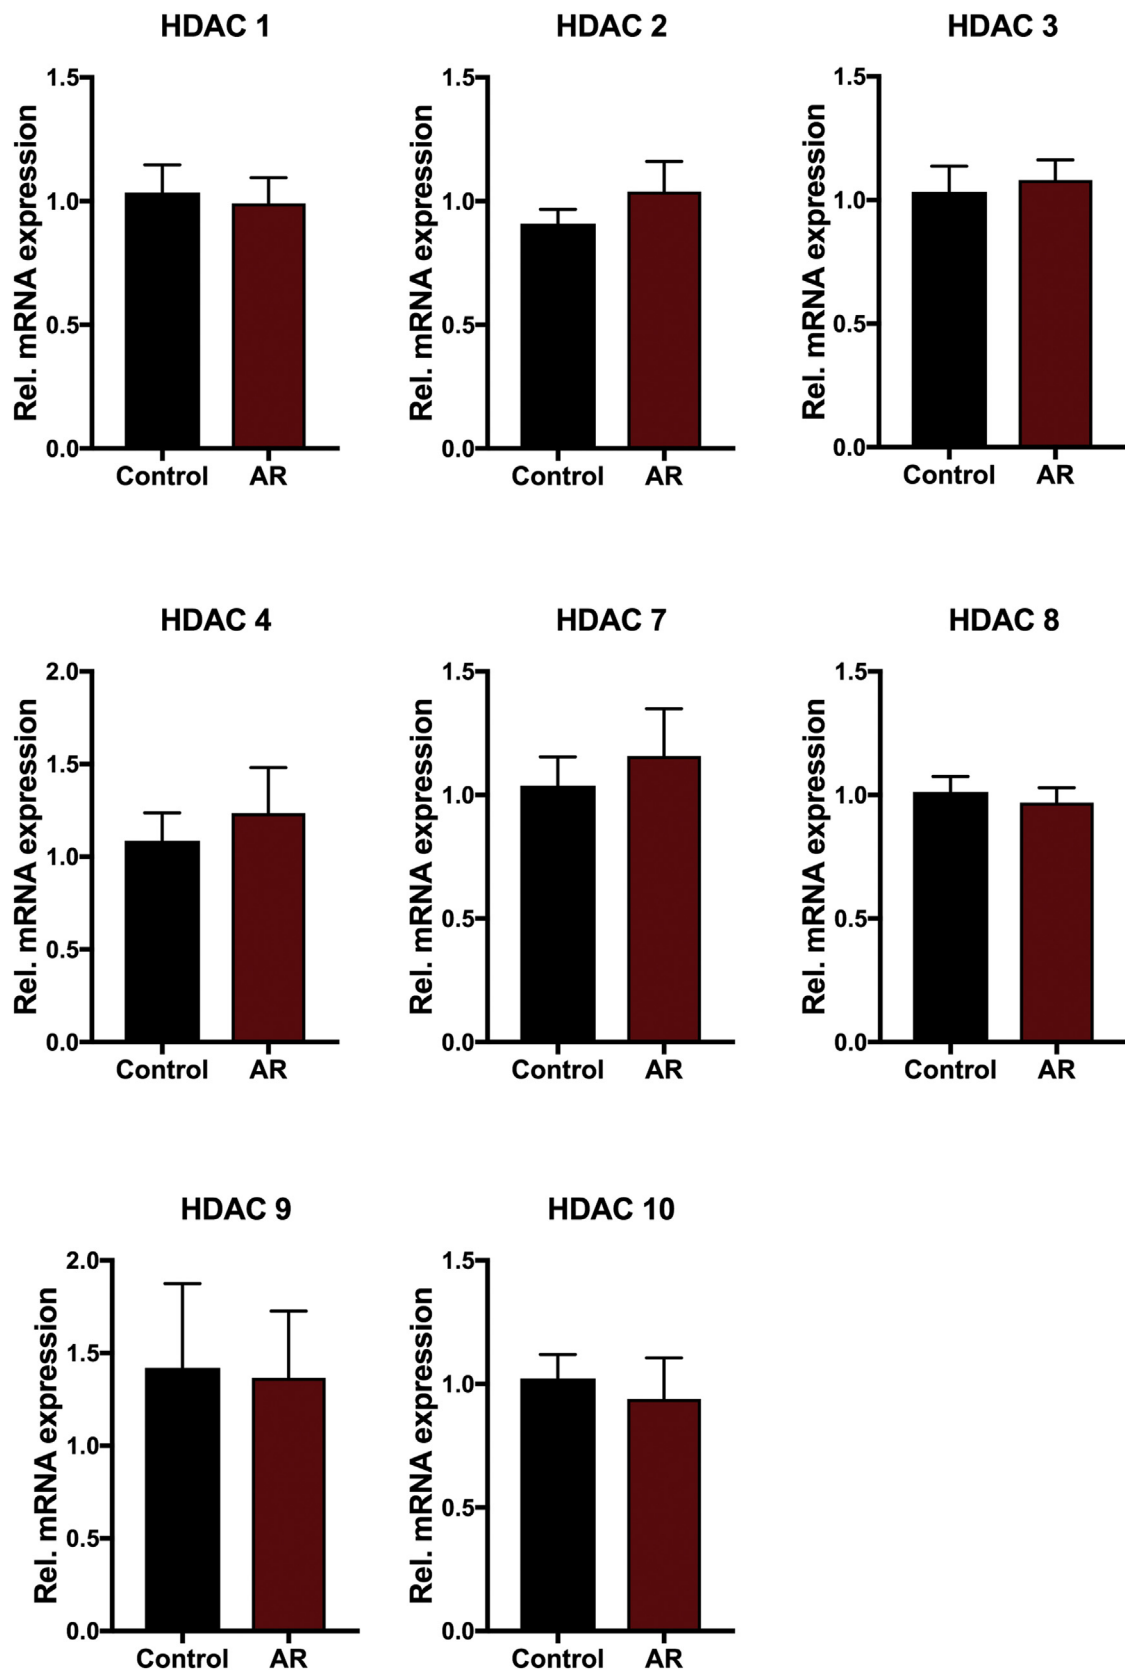 HDAC 1
Rel. mRNA expression
1.5
1.0
0.5
0.0
Control AR
HDAC 2
Rel. mRNA expression
1.5
1.0
0.5
0.0
Control AR
HDAC 3
Rel. mRNA expression
1.5
1.0
0.5
0.0
Control AR
HDAC 4
Rel. mRNA expression
2.0
1.5
1.0
0.5
0.0
Control AR
HDAC 7
Rel. mRNA expression
1.5
1.0
0.5
0.0
Control AR
HDAC 8
Rel. mRNA expression
1.5
1.0
0.5
0.0
Control AR
HDAC 9
Rel. mRNA expression
2.0
1.5
1.0
0.5
0.0
Control AR
HDAC 10
Rel. mRNA expression
1.5
1.0
0.5
0.0
Control AR